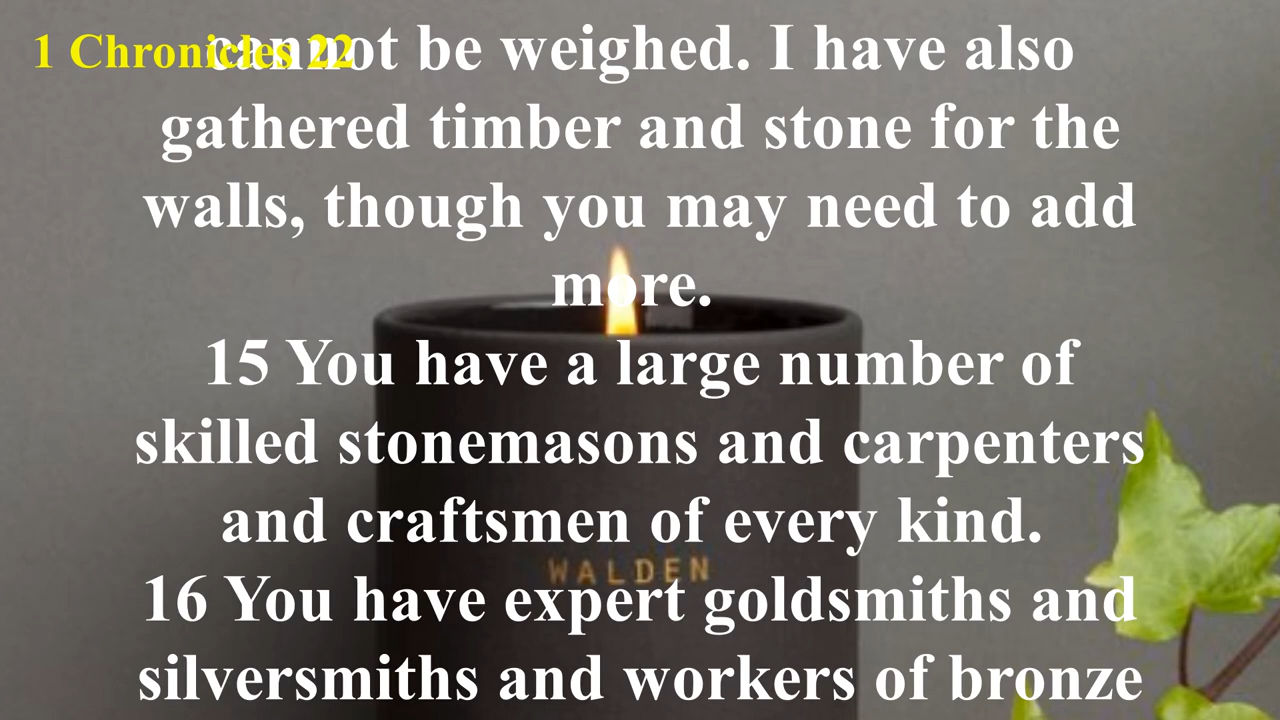 1 Chronicles 22
cannot be weighed. I have also
gathered timber and stone for the
walls, though you may need to add
more.
15 You have a large number of
skilled stonemasons and carpenters
and craftsmen of every kind.
WALDEN
16 You have expert goldsmiths and
silversmiths and workers of bronze